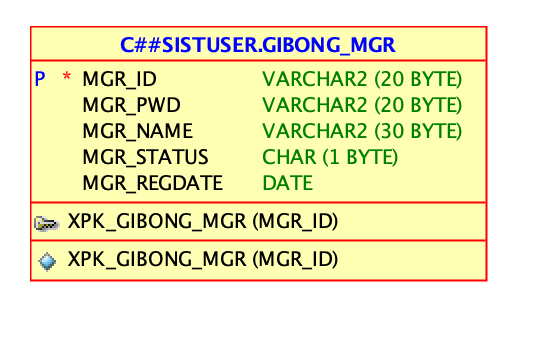 C##SISTUSER.GIBONG_MGR
P * MGR_ID VARCHAR2 (20 BYTE)
MGR_PWD VARCHAR2 (20 BYTE)
MGR_NAME VARCHAR2 (30 BYTE)
MGR_STATUS CHAR (1 BYTE)
MGR_REGDATE DATE
XPK_GIBONG_MGR (MGR_ID)
XPK_GIBONG_MGR (MGR_ID)